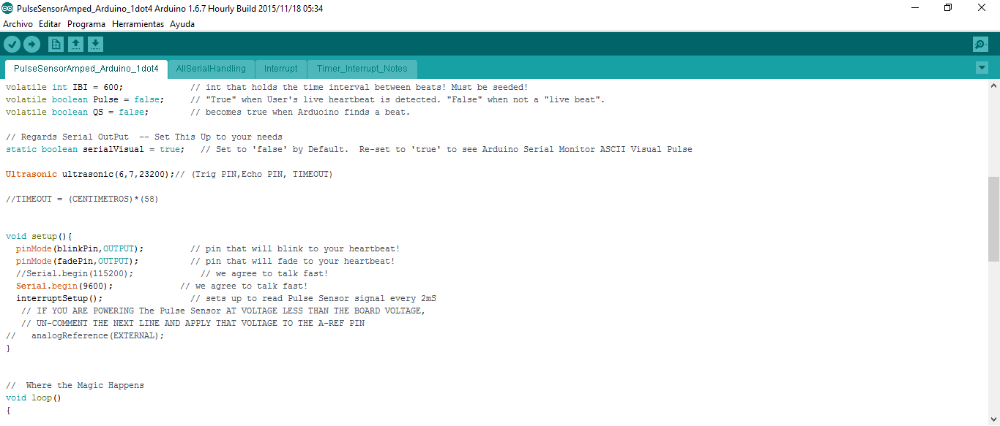 PulseSensorAmped_Arduino_1dot4 Arduino 1.6.7 Hourly Build 2015/11/18 05:34
Archivo Editar Programa Herramientas Ayuda
PulseSensorAmped_Arduino_1dot4 AllSerialHandling Interrupt Timer_Interrupt_Notes
volatile int IBI = 600;             // int that holds the time interval between beats! Must be seeded!
volatile boolean Pulse = false;     // "True" when User's live heartbeat is detected. "False" when not a "live beat".
volatile boolean QS = false;        // becomes true when Arduoino finds a beat.
// Regards Serial OutPut  -- Set This Up to your needs
static boolean serialVisual = true;   // Set to 'false' by Default.  Re-set to 'true' to see Arduino Serial Monitor ASCII Visual Pulse
Ultrasonic ultrasonic(6,7,23200);// (Trig PIN,Echo PIN, TIMEOUT)
//TIMEOUT = (CENTIMETROS)*(58)
void setup(){
  pinMode(blinkPin,OUTPUT);         // pin that will blink to your heartbeat!
  pinMode(fadePin,OUTPUT);          // pin that will fade to your heartbeat!
  //Serial.begin(115200);             // we agree to talk fast!
  Serial.begin(9600);             // we agree to talk fast!
  interruptSetup();                 // sets up to read Pulse Sensor signal every 2mS
   // IF YOU ARE POWERING The Pulse Sensor AT VOLTAGE LESS THAN THE BOARD VOLTAGE,
   // UN-COMMENT THE NEXT LINE AND APPLY THAT VOLTAGE TO THE A-REF PIN
//   analogReference(EXTERNAL);
}
//  Where the Magic Happens
void loop()
{